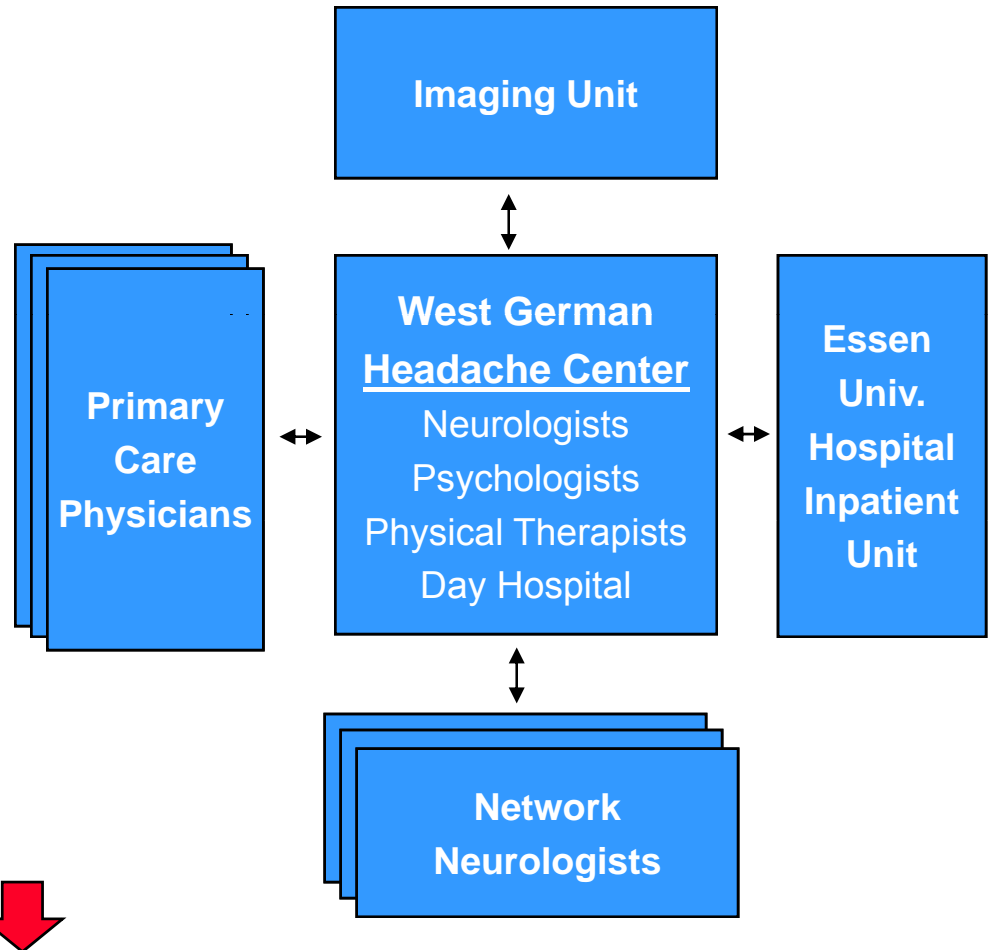 Imaging Unit
West German
Headache Center
Neurologists
Psychologists
Physical Therapists
Day Hospital
Primary
Care
Physicians
Essen
Univ.
Hospital
Inpatient
Unit
Network
Neurologists